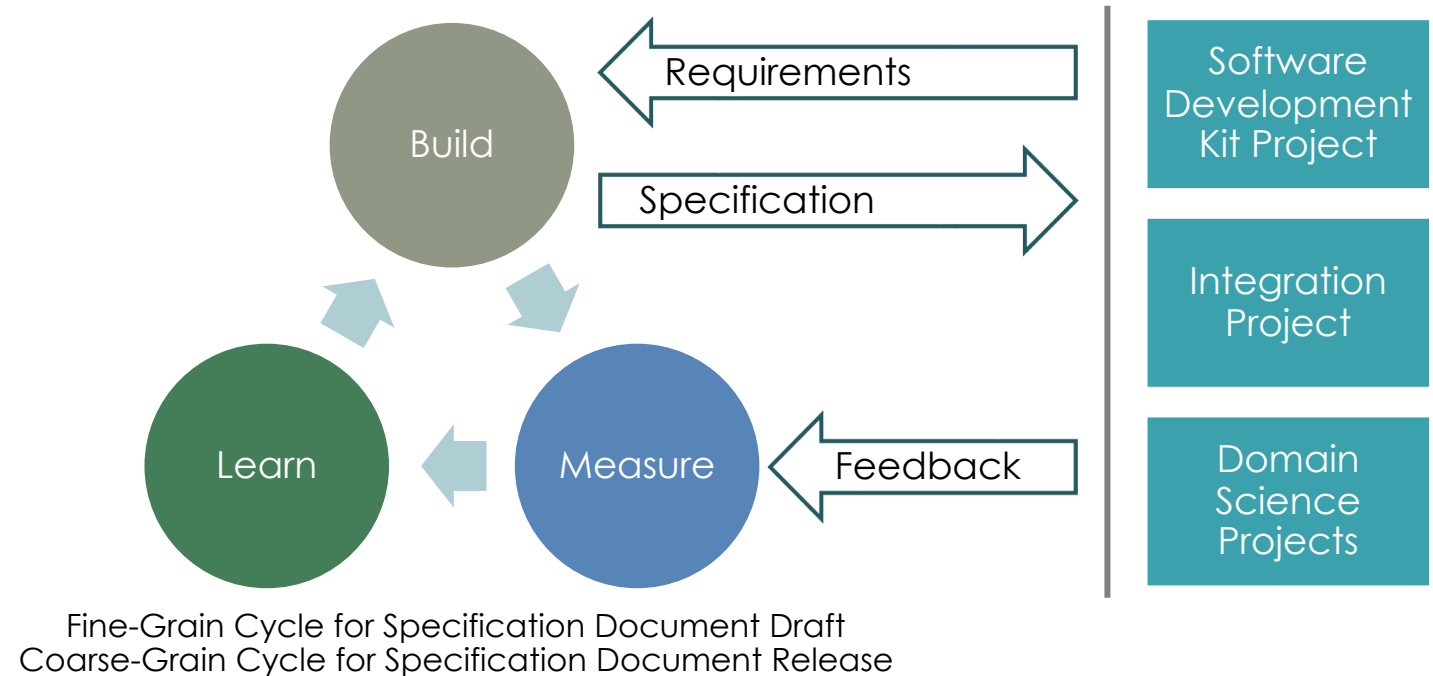 Build
Requirements
Specification
Learn
Measure
Feedback
Software
Development
Kit Project
Integration
Project
Domain
Science
Projects
Fine-Grain Cycle for Specification Document Draft
Coarse-Grain Cycle for Specification Document Release